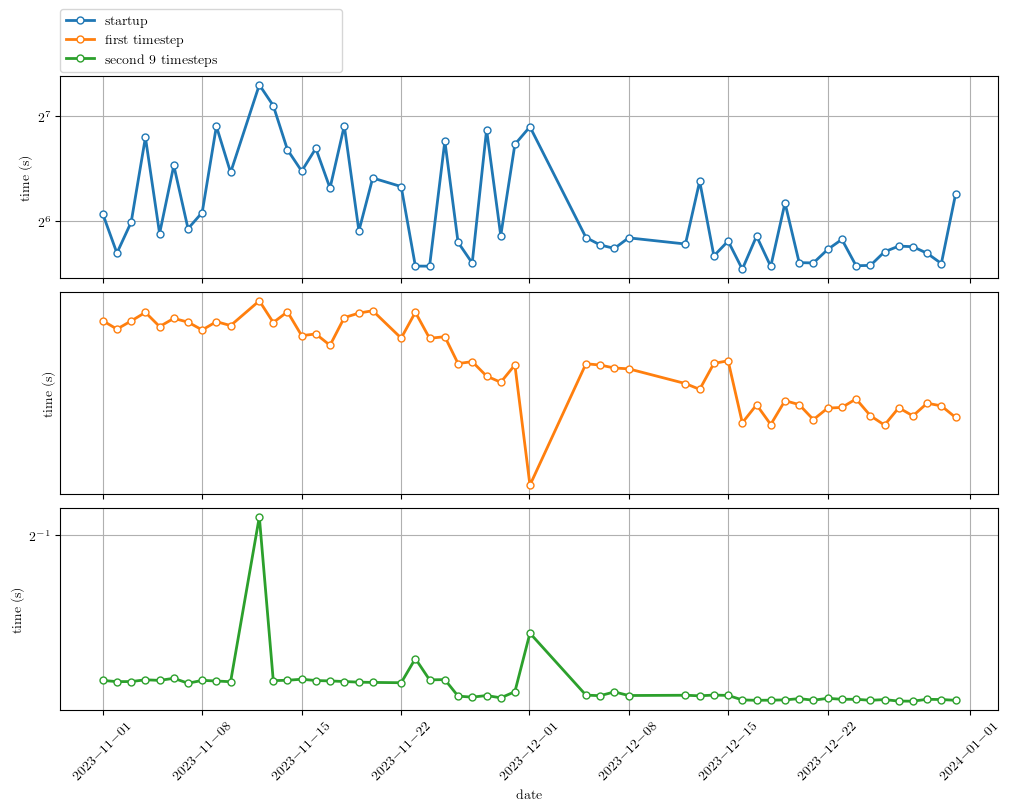 startup
first timestep
second 9 timesteps
2^7
2^6
time (s)
time (s)
2^−1
time (s)
2023−11−01
2023−11−08
2023−11−15
2023−11−22
2023−12−01
2023−12−08
2023−12−15
2023−12−22
2024−01−01
date